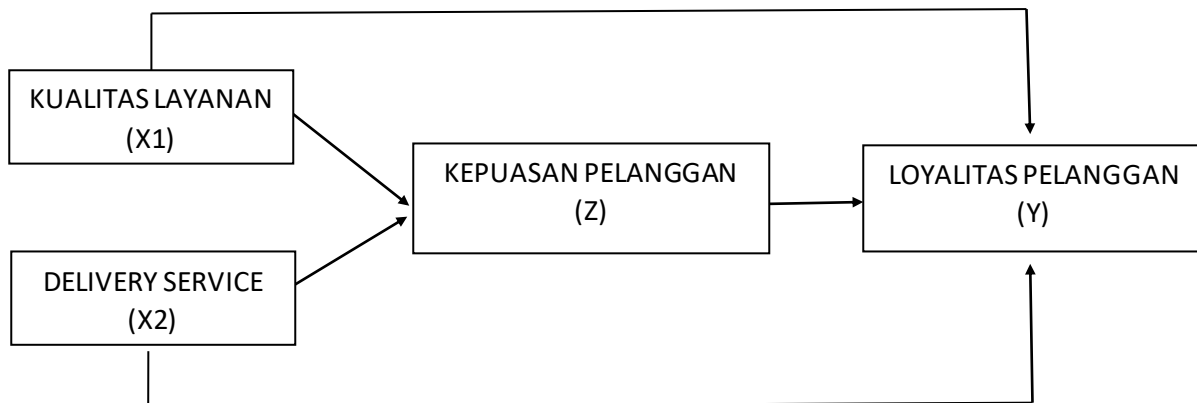 KUALITAS LAYANAN
(X1)
KEPUASAN PELANGGAN
(Z)
LOYALITAS PELANGGAN
(Y)
DELIVERY SERVICE
(X2)